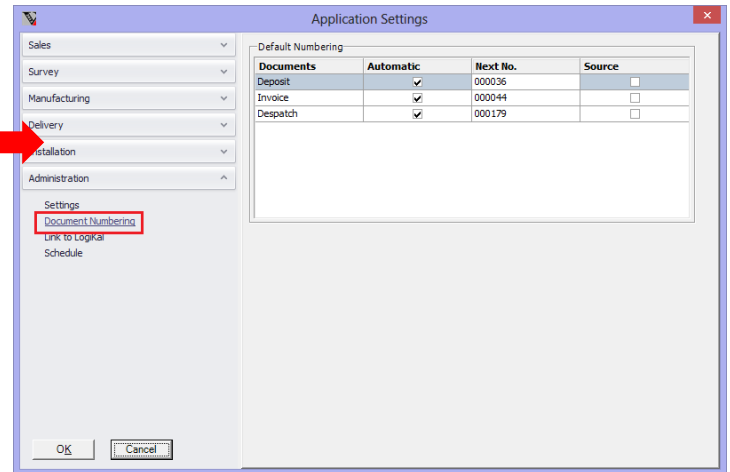 Application Settings
Sales
Survey
Manufacturing
Delivery
Installation
Administration
Settings
Document Numbering
Link to LogiKal
Schedule
OK
Cancel
Default Numbering
Documents Automatic Next No. Source
Deposit 000036
Invoice 000044
Despatch 000179